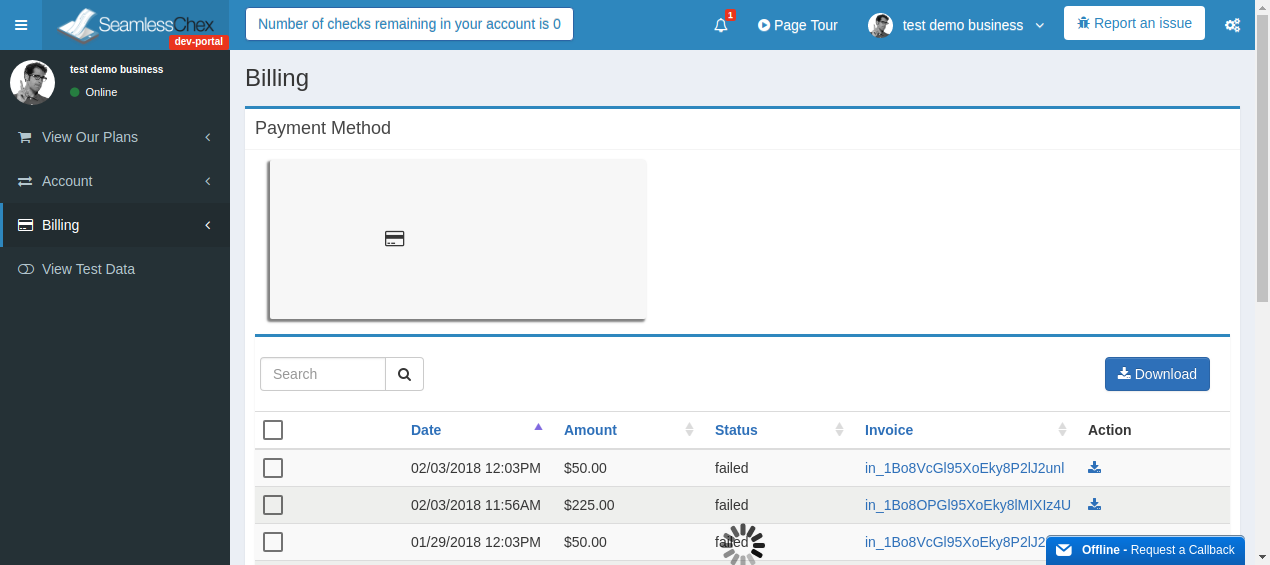 SeamlessChex
dev-portal
Number of checks remaining in your account is 0
1
Page Tour
test demo business
Report an issue
test demo business
Online
View Our Plans
Account
Billing
View Test Data
Billing
Payment Method
Search
Download
Date Amount Status Invoice Action
02/03/2018 12:03PM $50.00 failed in_1Bo8VcGl95XoEky8P2lJ2unl
02/03/2018 11:56AM $225.00 failed in_1Bo8OPGl95XoEky8lMIXIz4U
01/29/2018 12:03PM $50.00 failed in_1Bo8VcGl95XoEky8P2lJ2
Offline - Request a Callback